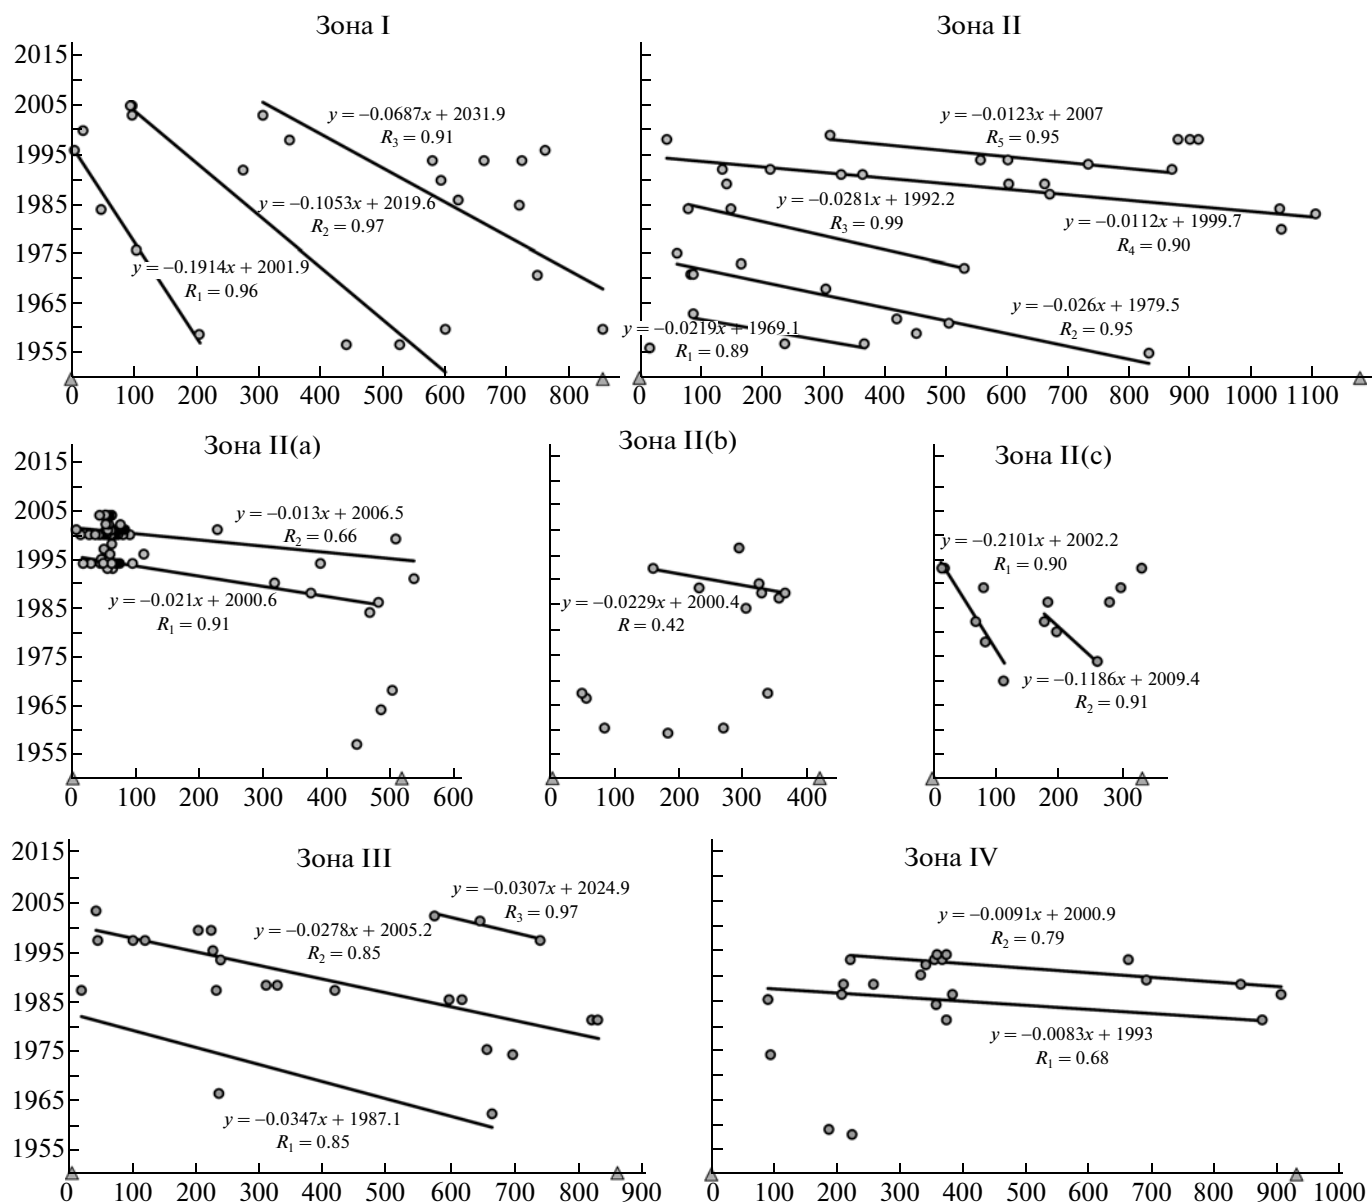 Зона I
2015
2005
1995
1985
1975
1965
1955
y = –0.0687x + 2031.9
R₃ = 0.91
y = –0.1053x + 2019.6
R₂ = 0.97
y = –0.1914x + 2001.9
R₁ = 0.96
0 100 200 300 400 500 600 700 800
Зона II
y = –0.0123x + 2007
R₅ = 0.95
y = –0.0281x + 1992.2
R₃ = 0.99
y = –0.0112x + 1999.7
R₄ = 0.90
y = –0.026x + 1979.5
R₂ = 0.95
y = –0.0219x + 1969.1
R₁ = 0.89
0 100 200 300 400 500 600 700 800 900 1000 1100
Зона II(a)
2015
2005
1995
1985
1975
1965
1955
y = –0.013x + 2006.5
R₂ = 0.66
y = –0.021x + 2000.6
R₁ = 0.91
0 100 200 300 400 500 600
Зона II(b)
y = –0.0229x + 2000.4
R = 0.42
0 100 200 300 400
Зона II(c)
y = –0.2101x + 2002.2
R₁ = 0.90
y = –0.1186x + 2009.4
R₂ = 0.91
0 100 200 300
Зона III
2015
2005
1995
1985
1975
1965
1955
y = –0.0307x + 2024.9
R₃ = 0.97
y = –0.0278x + 2005.2
R₂ = 0.85
y = –0.0347x + 1987.1
R₁ = 0.85
0 100 200 300 400 500 600 700 800 900
Зона IV
y = –0.0091x + 2000.9
R₂ = 0.79
y = –0.0083x + 1993
R₁ = 0.68
0 100 200 300 400 500 600 700 800 900 1000